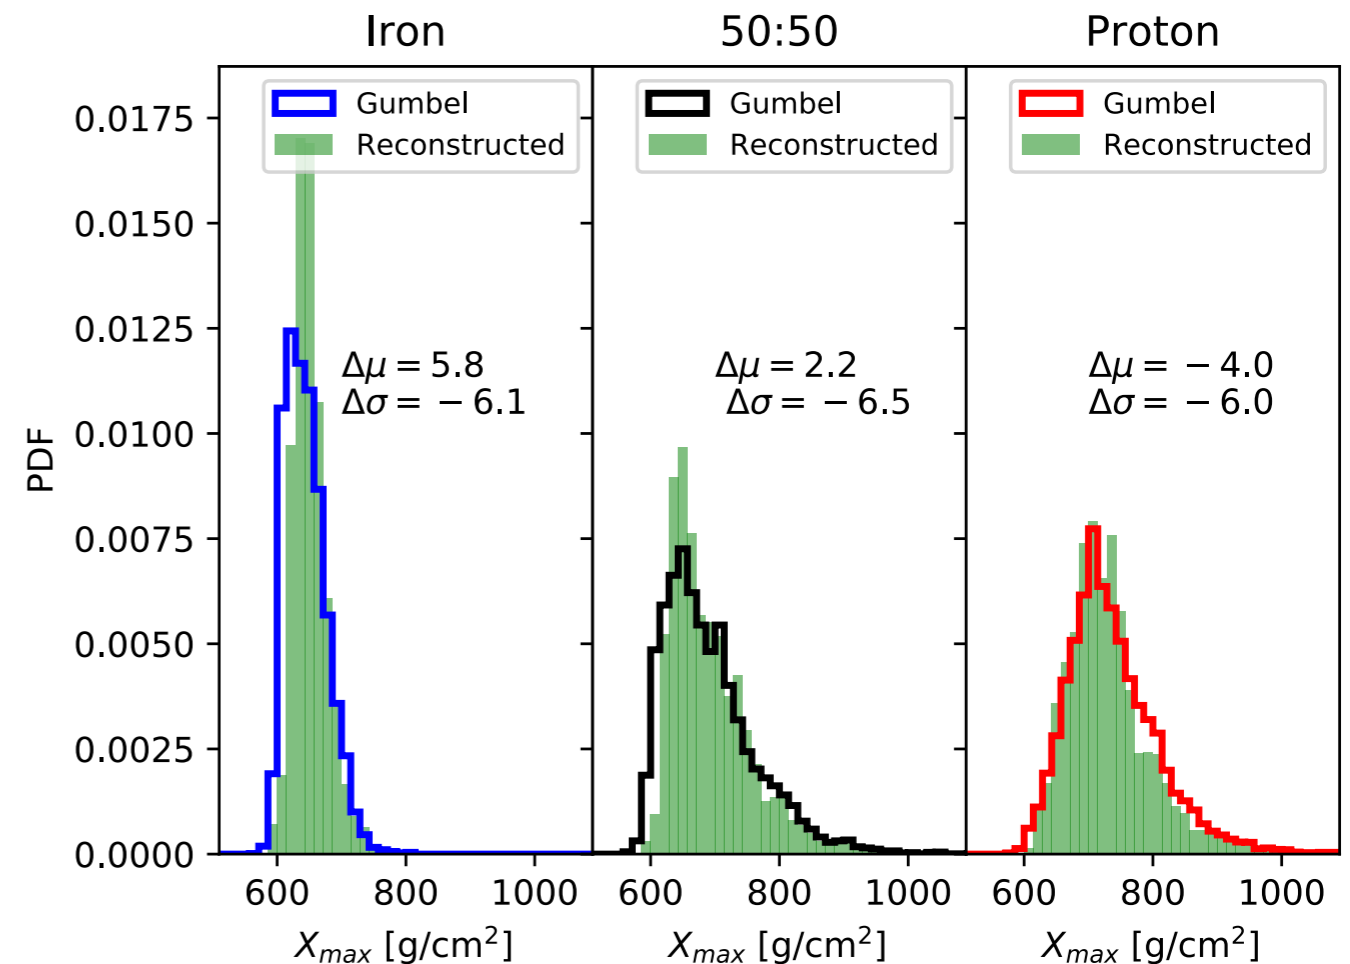 Iron 50:50 Proton
Gumbel
Reconstructed
Gumbel
Reconstructed
Gumbel
Reconstructed
0.0175
0.0150
0.0125
0.0100
0.0075
0.0050
0.0025
0.0000
PDF
Δμ = 5.8
Δσ = − 6.1
Δμ = 2.2
Δσ = − 6.5
Δμ = − 4.0
Δσ = − 6.0
600 800 1000
600 800 1000
600 800 1000
X_max [g/cm²]
X_max [g/cm²]
X_max [g/cm²]